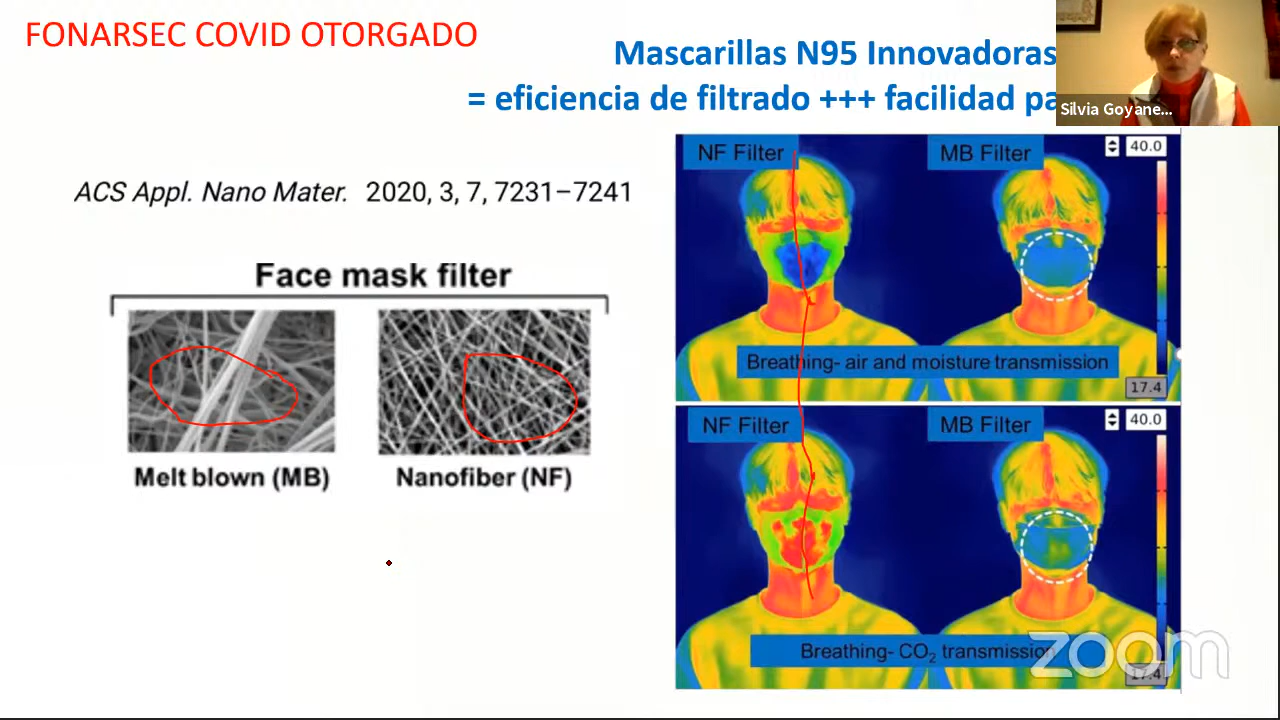 FONARSEC COVID OTORGADO
Mascarillas N95 Innovadoras
= eficiencia de filtrado +++ facilidad
Silvia Goyane...
ACS Appl. Nano Mater. 2020, 3, 7, 7231–7241
Face mask filter
Melt blown (MB)
Nanofiber (NF)
NF Filter
MB Filter
40.0
Breathing- air and moisture transmission
17.4
NF Filter
MB Filter
40.0
Breathing- CO₂ transmission
17.4
zoom